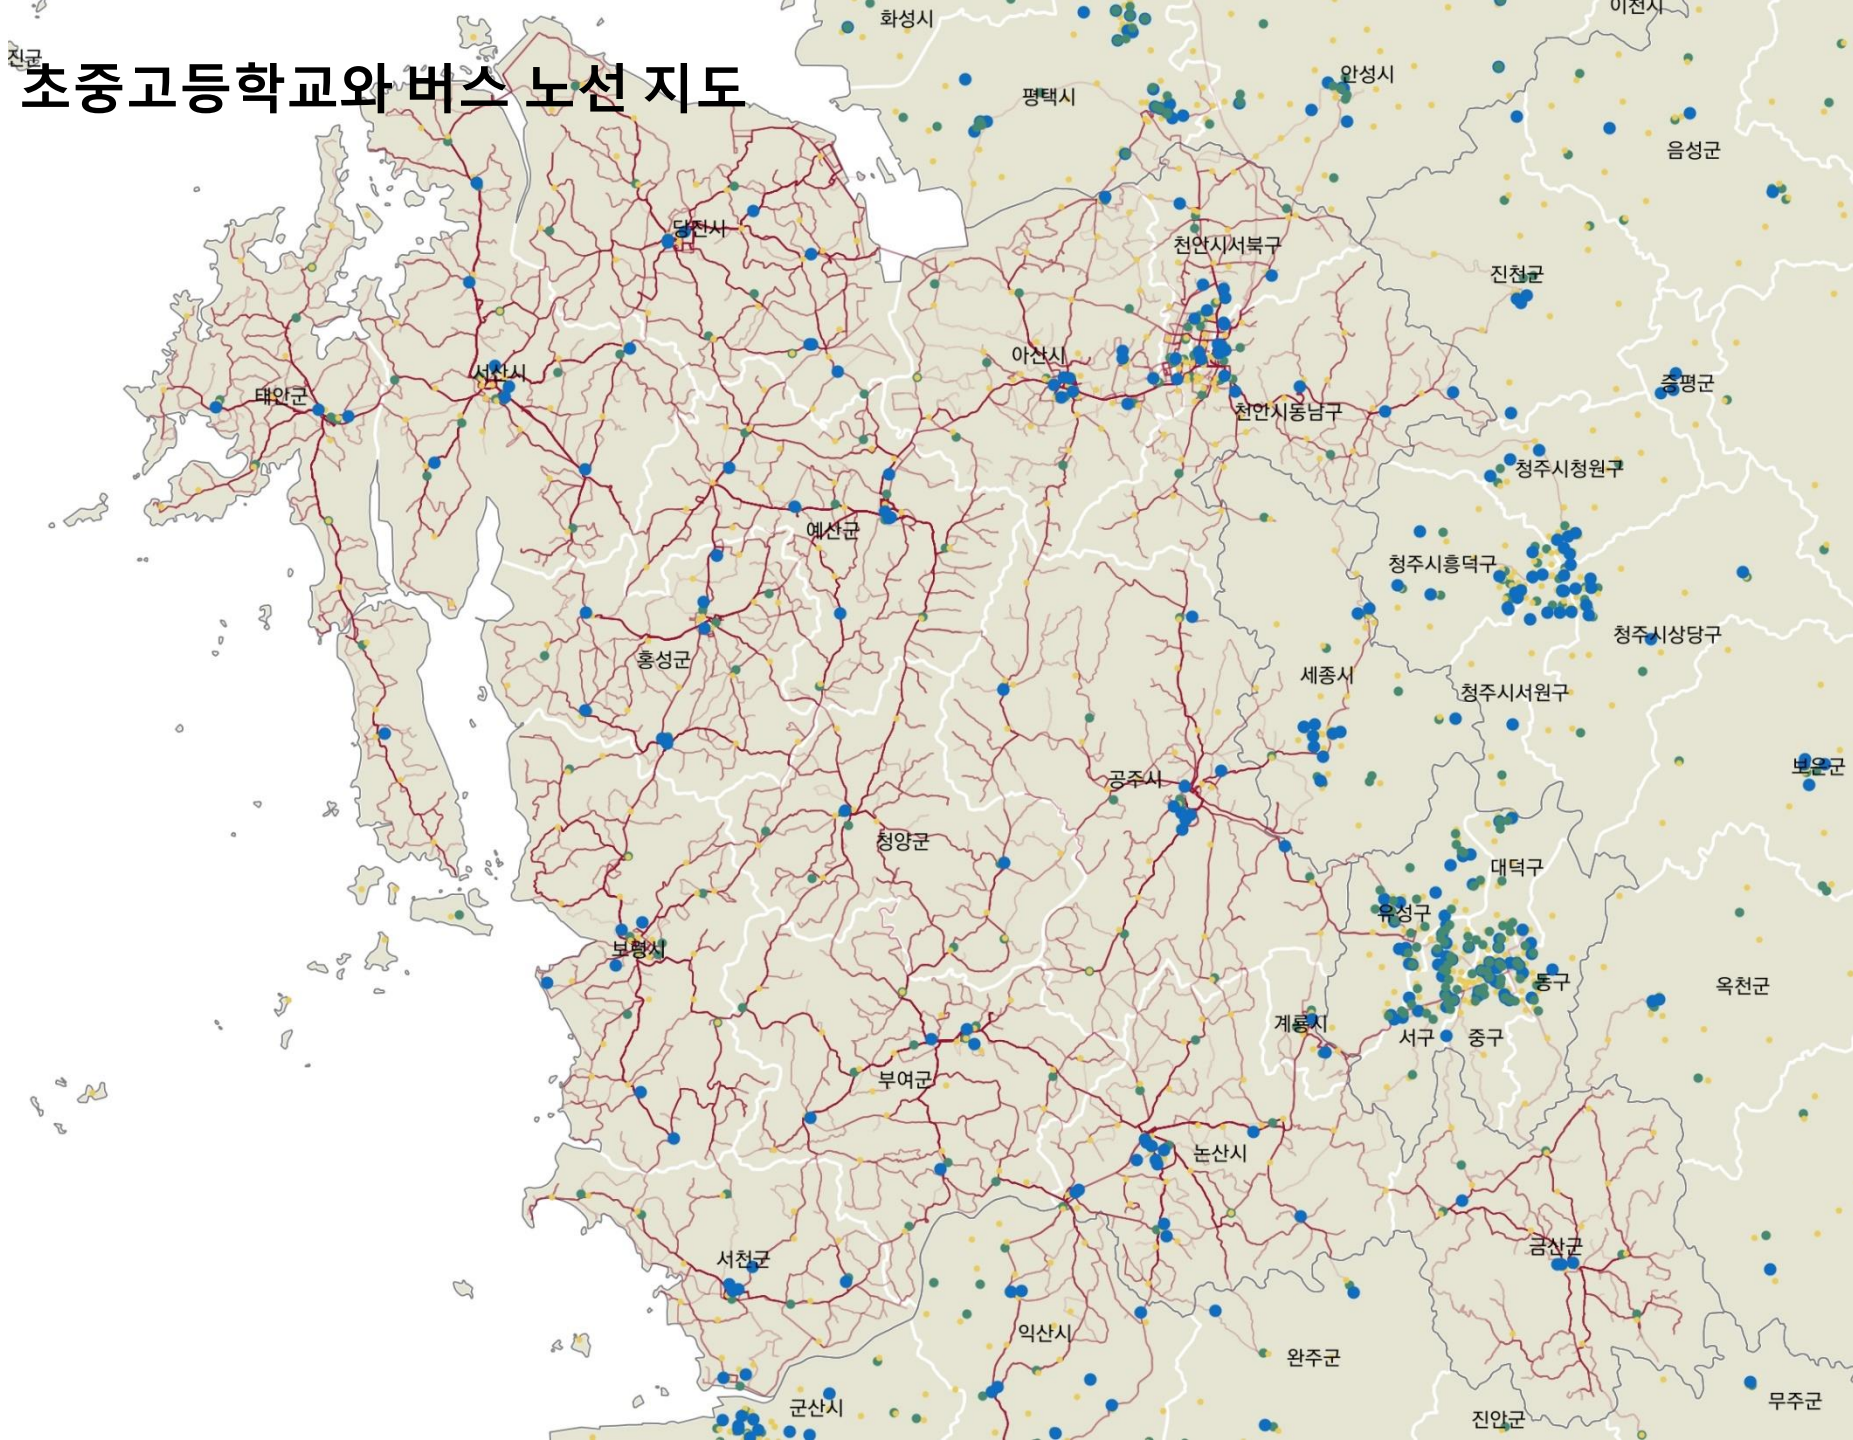 화성시
이천시
진군
초중고등학교와 버스 노선 지도
안성시
평택시
음성군
당진시
천안시서북구
진천군
아산시
서산시
증평군
태안군
천안시동남구
청주시청원구
예산군
청주시흥덕구
청주시상당구
홍성군
세종시
청주시서원구
공주시
보은군
청양군
대덕구
유성구
보령시
동구
옥천군
계룡시
서구
중구
부여군
논산시
금산군
서천군
익산시
완주군
무주군
군산시
진안군